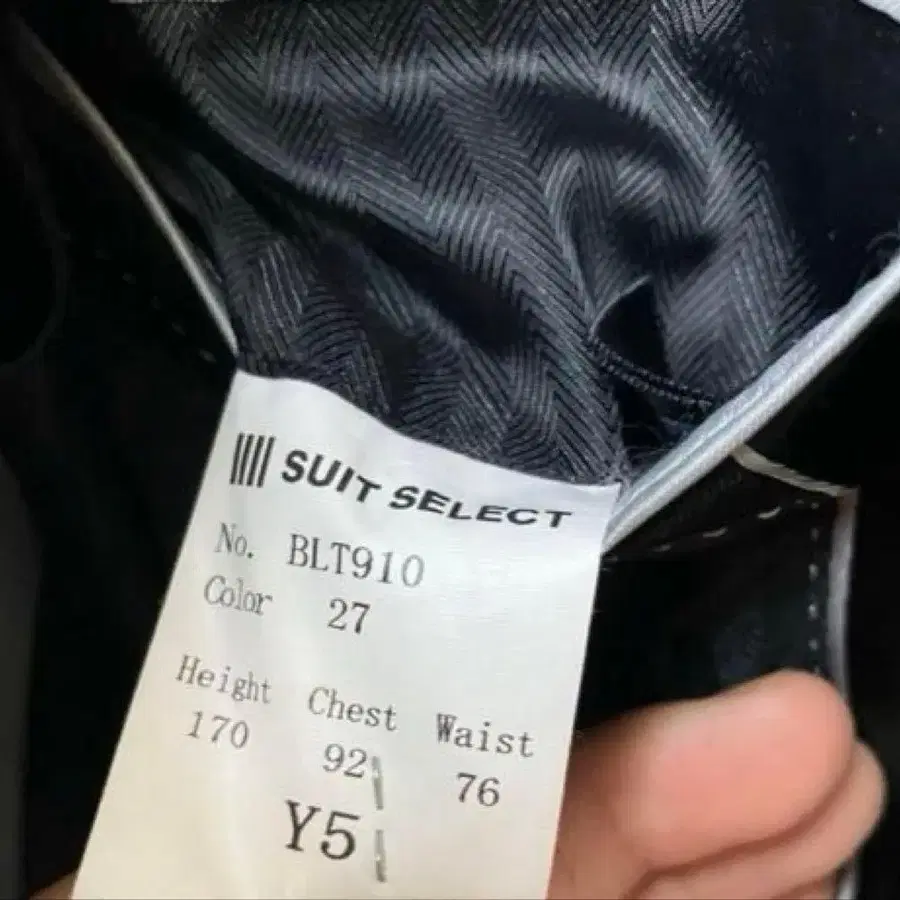 SUIT SELECT
No. BLT910
Color 27
Height Chest Waist
170 92 76
Y5